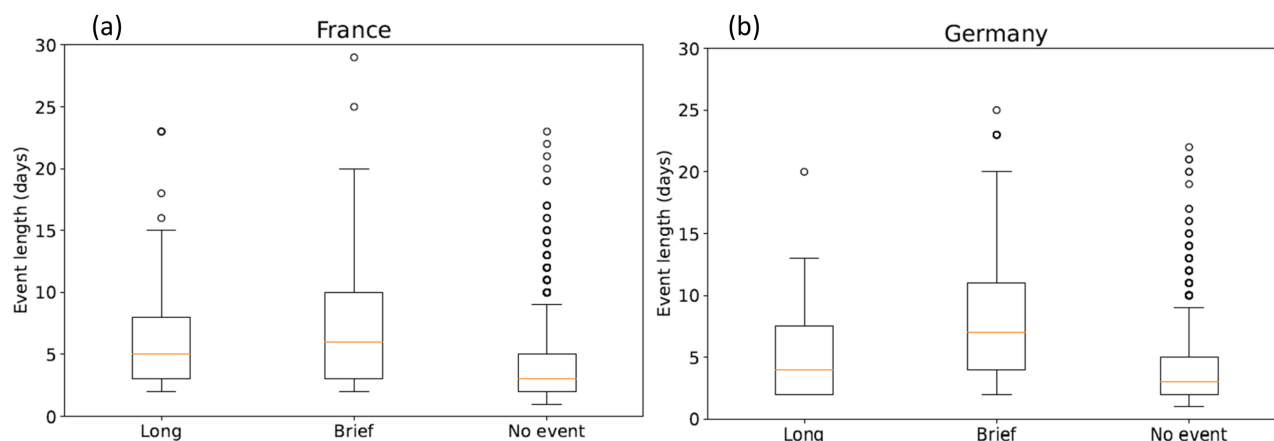 (a)
France
Event length (days)
30
25
20
15
10
5
0
Long
Brief
No event
(b)
Germany
Event length (days)
30
25
20
15
10
5
0
Long
Brief
No event